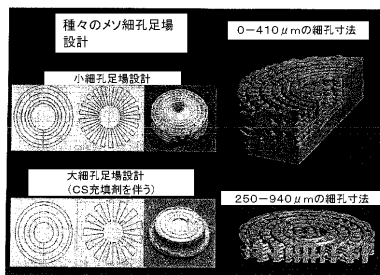 種々のメソ細孔足場
設計
0－410μmの細孔寸法
小細孔足場設計
大細孔足場設計
（CS充填剤を伴う）
250－940μmの細孔寸法